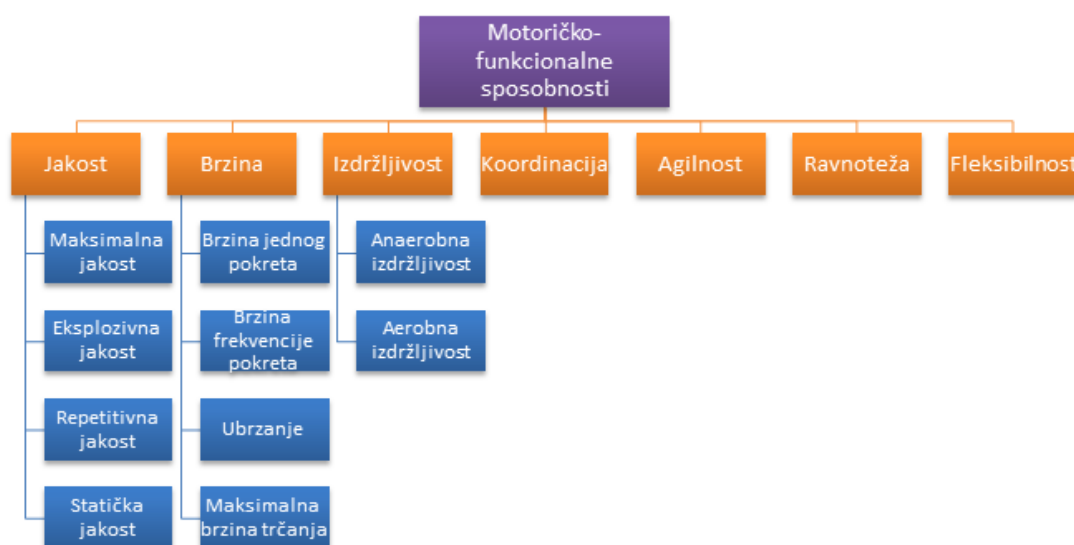 Motoričko-
funkcionalne
sposobnosti
Jakost
Brzina
Izdržljivost
Koordinacija
Agilnost
Ravnoteža
Fleksibilnost
Maksimalna
jakost
Eksplozivna
jakost
Repetitivna
jakost
Statička
jakost
Brzina jednog
pokreta
Brzina
frekvencije
pokreta
Ubrzanje
Maksimalna
brzina trčanja
Anaerobna
izdržljivost
Aerobna
izdržljivost